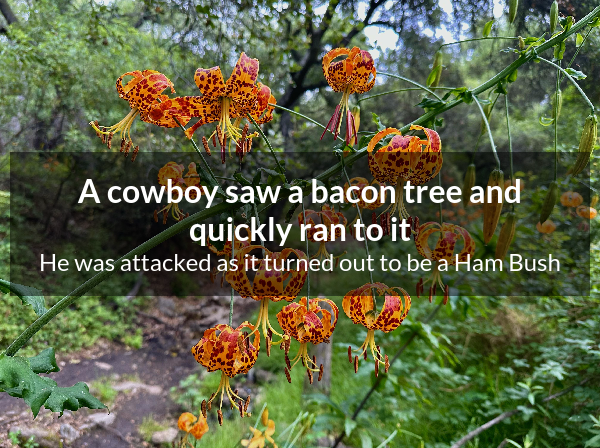 A cowboy saw a bacon tree and
quickly ran to it
He was attacked as it turned out to be a Ham Bush